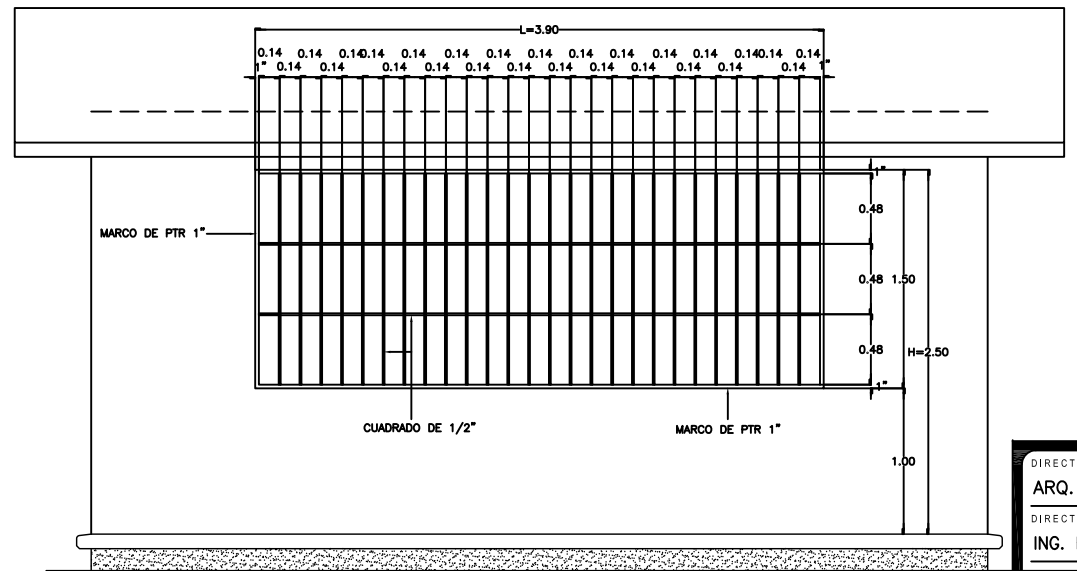 L=3.90
0.14 0.14 0.14 0.14 0.14 0.14 0.14 0.14 0.14 0.14 0.14 0.14 0.14 0.14 0.14
1" 0.14 0.14 0.14 0.14 0.14 0.14 0.14 0.14 0.14 0.14 0.14 0.14 1"
1"
0.48
MARCO DE PTR 1"
0.48 1.50
0.48 H=2.50
1"
CUADRADO DE 1/2" MARCO DE PTR 1"
1.00
DIRECT
ARQ.
DIRECT
ING.